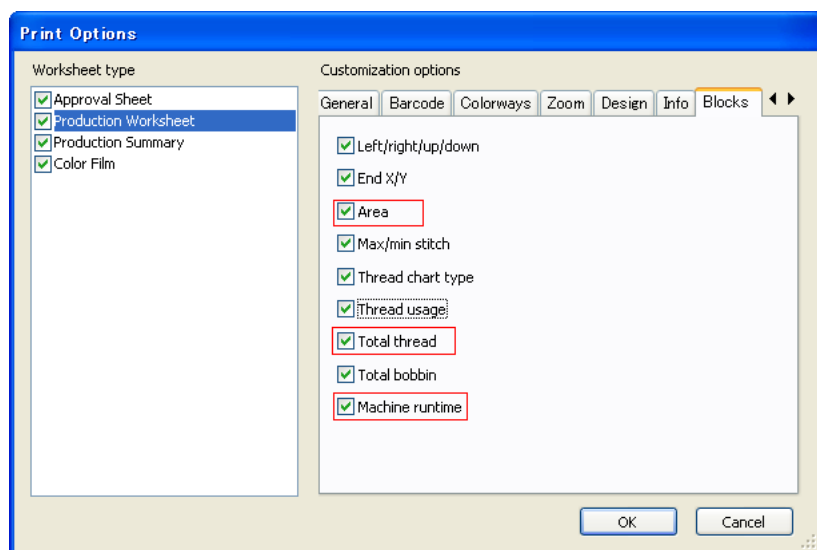 Print Options
Worksheet type
Approval Sheet
Production Worksheet
Production Summary
Color Film
Customization options
General Barcode Colorways Zoom Design Info Blocks
Left/right/up/down
End X/Y
Area
Max/min stitch
Thread chart type
Thread usage
Total thread
Total bobbin
Machine runtime
OK Cancel